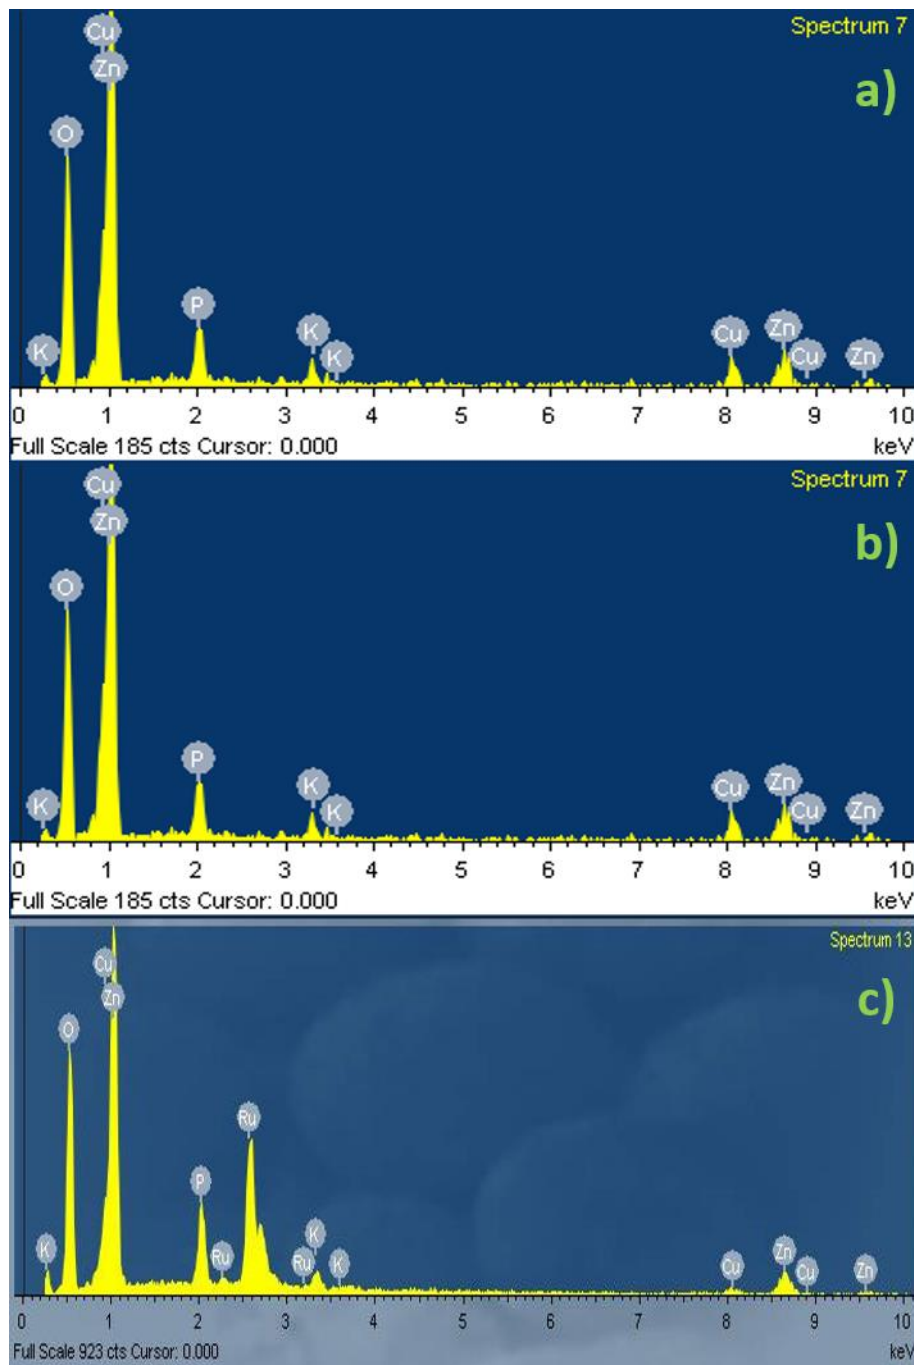 Spectrum 7
a)
Cu
Zn
O
P
K
K
K
Cu
Zn
Cu
Zn
0 1 2 3 4 5 6 7 8 9 10
Full Scale 185 cts Cursor: 0.000 keV
Spectrum 7
b)
Cu
Zn
O
P
K
K
K
Cu
Zn
Cu
Zn
0 1 2 3 4 5 6 7 8 9 10
Full Scale 185 cts Cursor: 0.000 keV
Spectrum 13
c)
Cu
Zn
O
Ru
P
K
K
Ru
Ru
K
Cu
Zn
Cu
Zn
0 1 2 3 4 5 6 7 8 9 10
Full Scale 923 cts Cursor: 0.000 keV